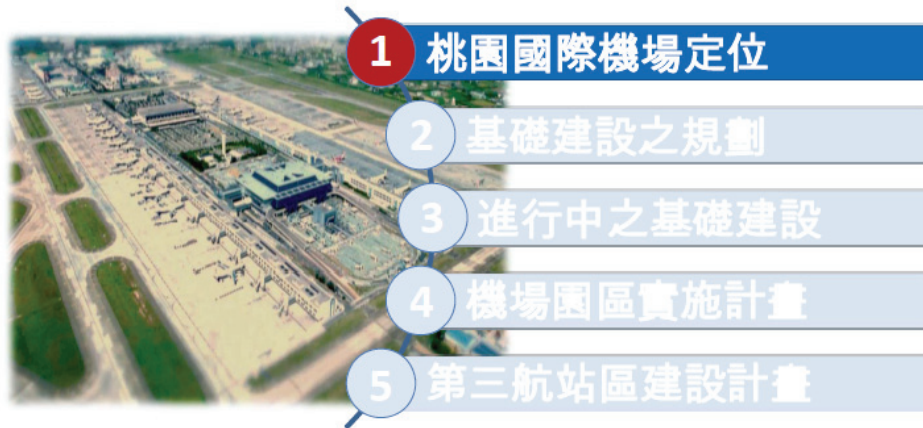 1 桃園國際機場定位
2 基礎建設之規劃
3 進行中之基礎建設
4 機場園區實施計畫
5 第三航站區建設計畫